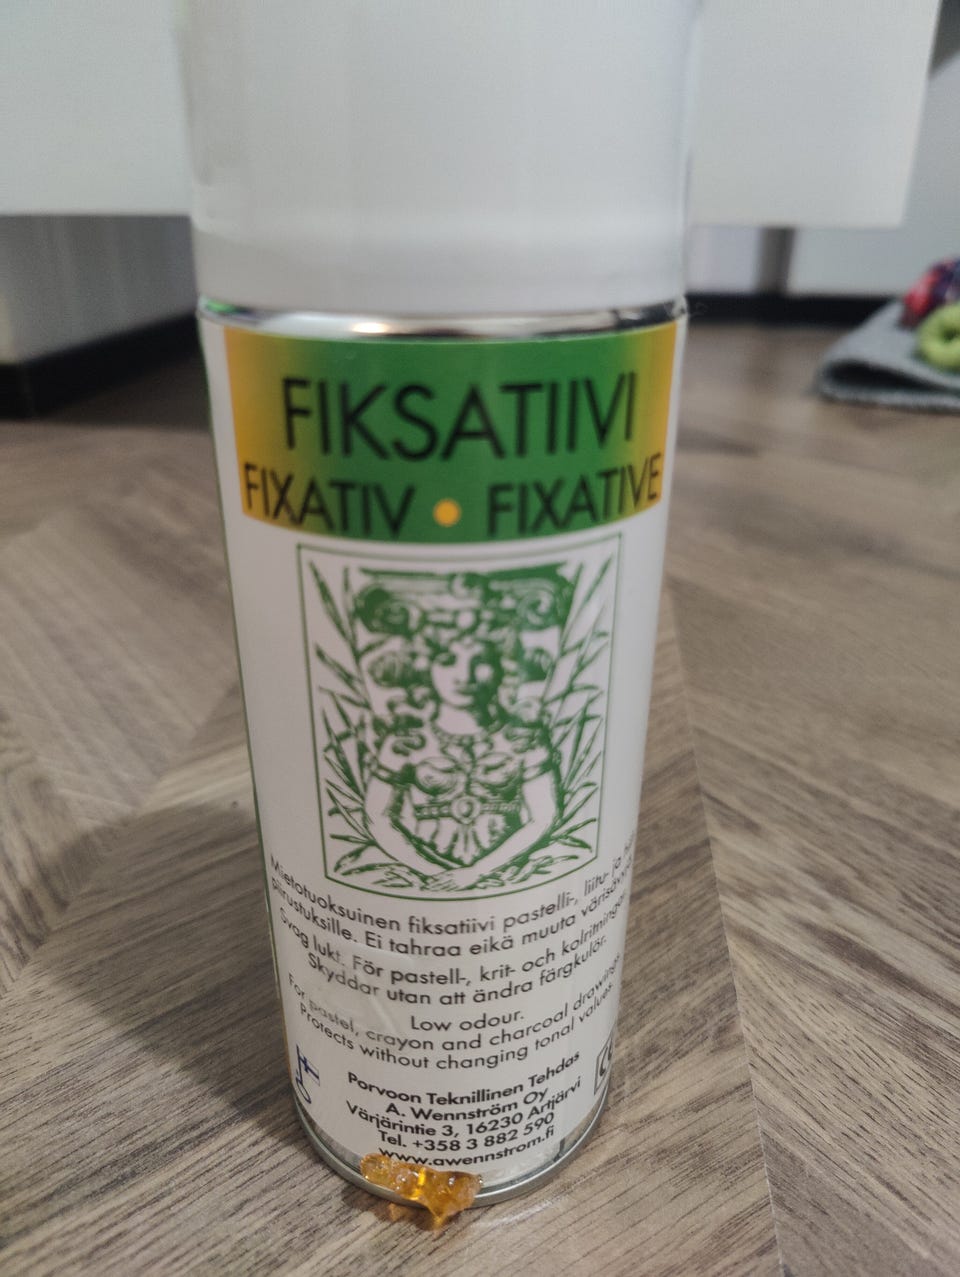 FIKSATIIVI
FIXATIV • FIXATIVE
Mietotuoksuinen fiksatiivi pastelli-, liitu- ja
piirustuksille. Ei tahraa eikä muuta
Svag lukt. För pastell-, krit- och kolritningar.
Skyddar utan att ändra färgkulör.
Low odour.
For pastel, crayon and charcoal drawings.
Protects without changing tonal values.
Porvoon Teknillinen Tehdas
A. Wennström Oy
Värjärintie 3, 16230 Artjärvi
Tel. +358 3 882 590
www.awennstrom.fi